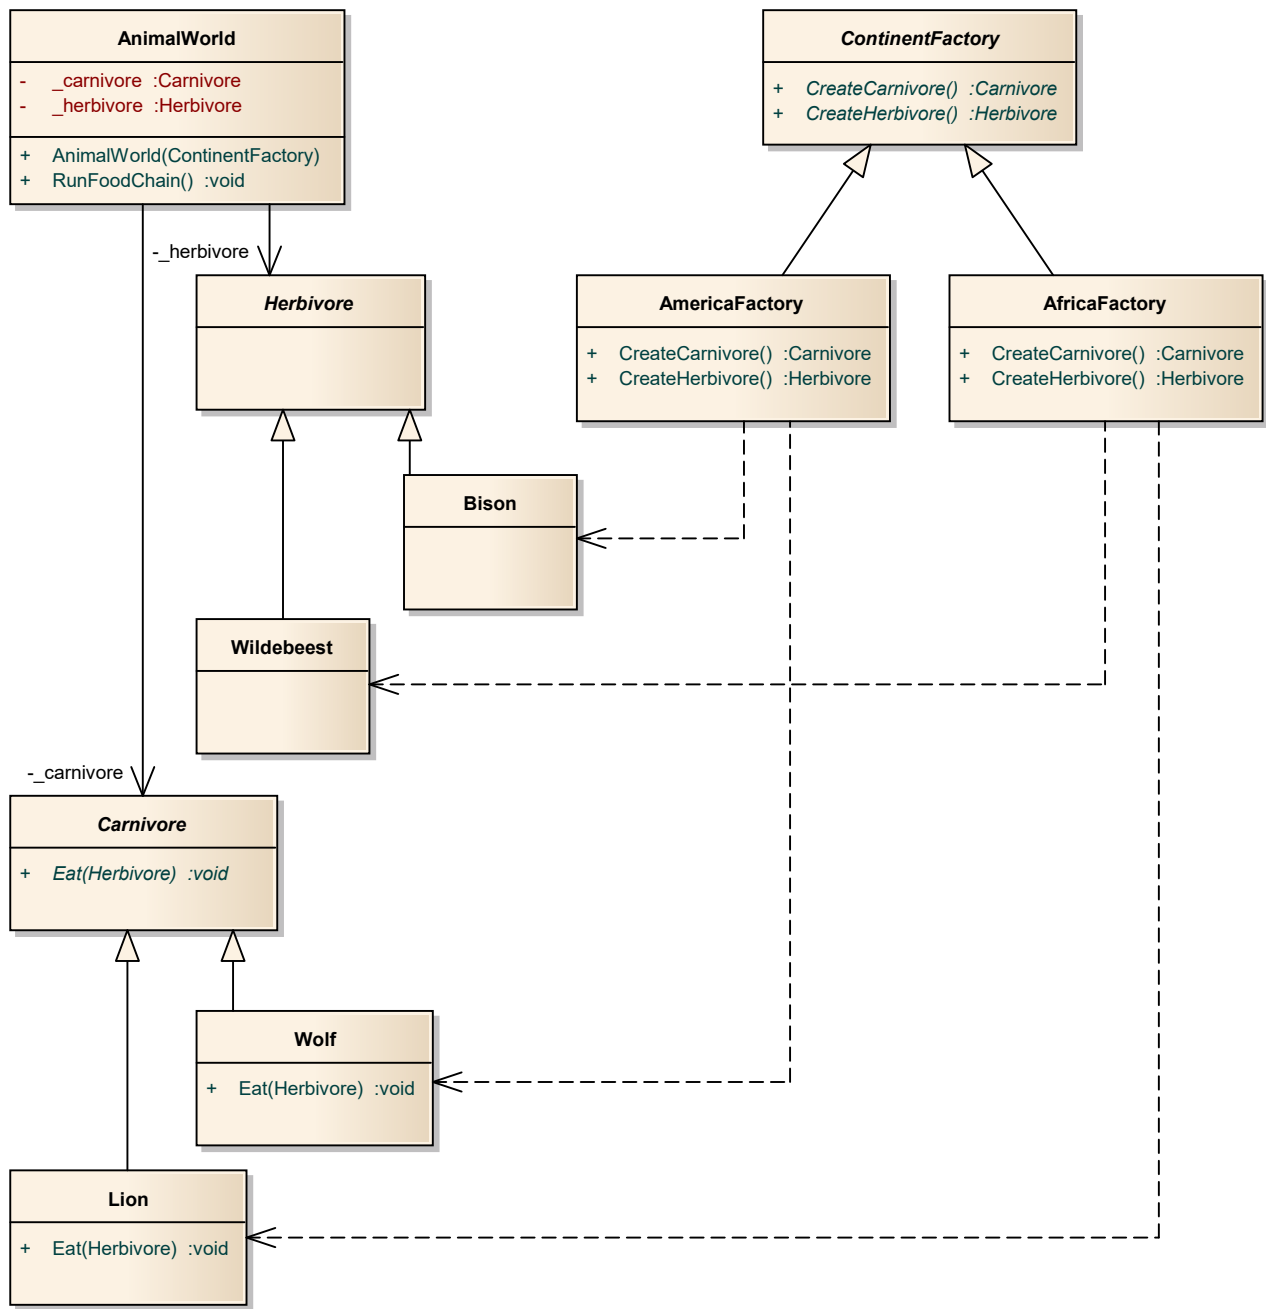 AnimalWorld
- _carnivore :Carnivore
- _herbivore :Herbivore
+ AnimalWorld(ContinentFactory)
+ RunFoodChain() :void
ContinentFactory
+ CreateCarnivore() :Carnivore
+ CreateHerbivore() :Herbivore
-_herbivore
Herbivore
AmericaFactory
+ CreateCarnivore() :Carnivore
+ CreateHerbivore() :Herbivore
AfricaFactory
+ CreateCarnivore() :Carnivore
+ CreateHerbivore() :Herbivore
Bison
Wildebeest
-_carnivore
Carnivore
+ Eat(Herbivore) :void
Wolf
+ Eat(Herbivore) :void
Lion
+ Eat(Herbivore) :void